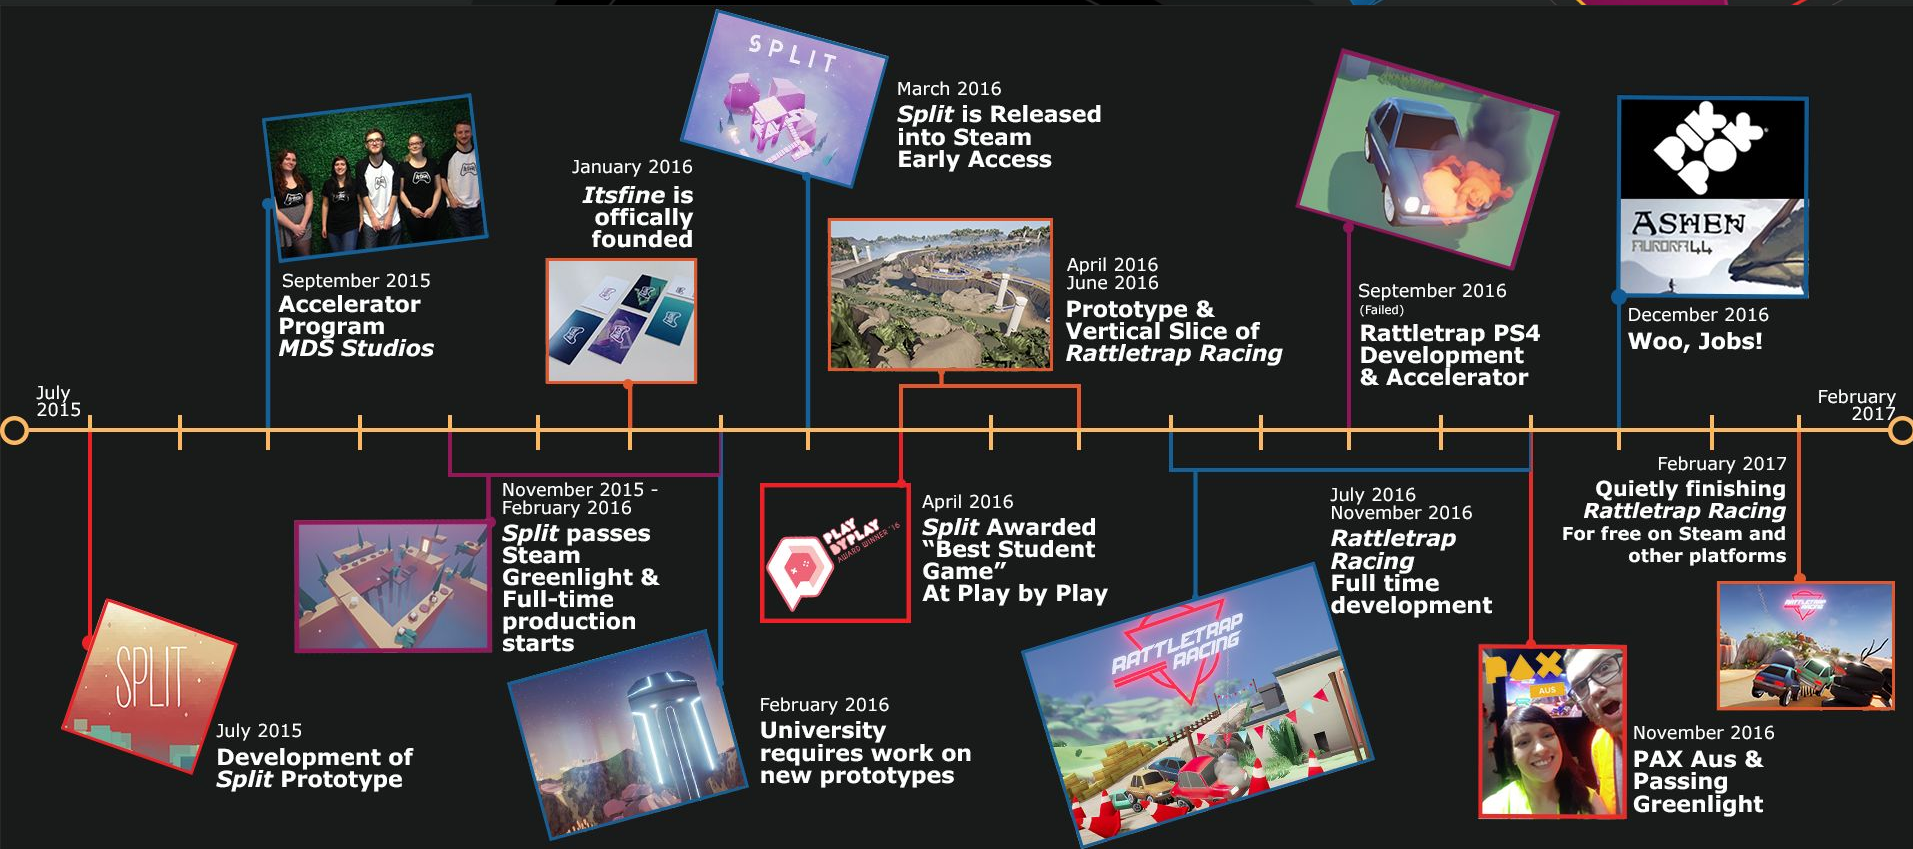 July
2015
SPLIT
July 2015
Development of
Split Prototype
September 2015
Accelerator
Program
MDS Studios
November 2015 -
February 2016
Split passes
Steam
Greenlight &
Full-time
production
starts
January 2016
Itsfine is
offically
founded
February 2016
University
requires work on
new prototypes
SPLIT
March 2016
Split is Released
into Steam
Early Access
PLAY
BY PLAY
AWARD WINNER '16
April 2016
Split Awarded
“Best Student
Game”
At Play by Play
April 2016
June 2016
Prototype &
Vertical Slice of
Rattletrap Racing
RATTLETRAP
RACING
July 2016
November 2016
Rattletrap
Racing
Full time
development
September 2016
(Failed)
Rattletrap PS4
Development
& Accelerator
PAX
AUS
November 2016
PAX Aus &
Passing
Greenlight
PikPok
ASHEN
AURORA44
December 2016
Woo, Jobs!
February
2017
February 2017
Quietly finishing
Rattletrap Racing
For free on Steam and
other platforms
RATTLETRAP
RACING